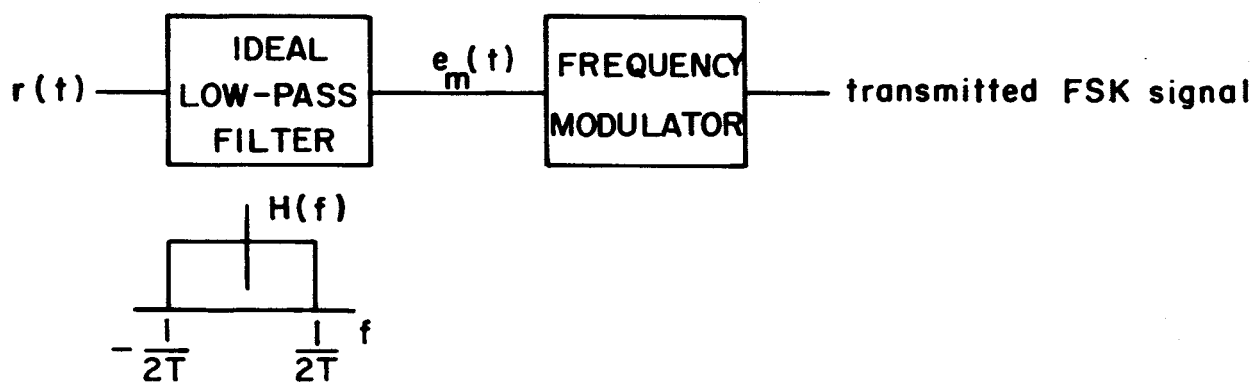 IDEAL
LOW-PASS
FILTER
r(t)
e_m(t)
FREQUENCY
MODULATOR
transmitted FSK signal
H(f)
f
- 1/2T
1/2T